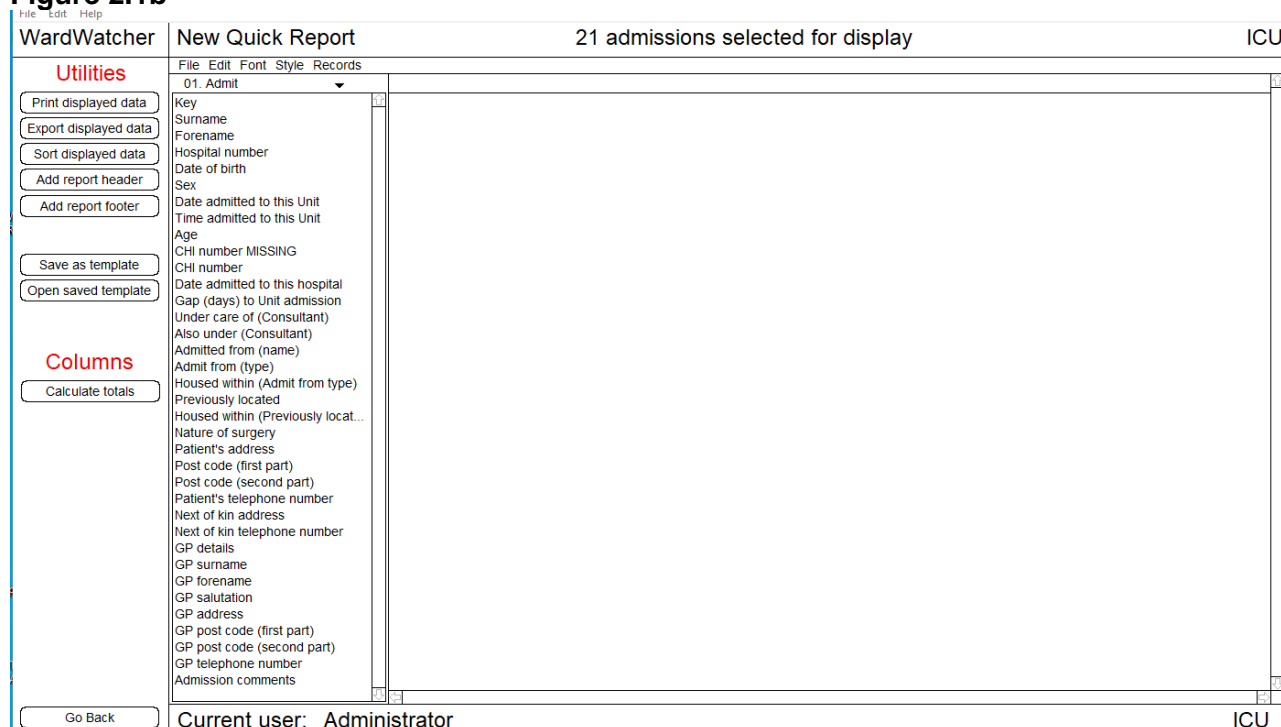 Figure 2.1b
File Edit Help
WardWatcher New Quick Report 21 admissions selected for display ICU
Utilities
Print displayed data
Export displayed data
Sort displayed data
Add report header
Add report footer
Save as template
Open saved template
Columns
Calculate totals
Go Back
File Edit Font Style Records
01. Admit
Key
Surname
Forename
Hospital number
Date of birth
Sex
Date admitted to this Unit
Time admitted to this Unit
Age
CHI number MISSING
CHI number
Date admitted to this hospital
Gap (days) to Unit admission
Under care of (Consultant)
Also under (Consultant)
Admitted from (name)
Admit from (type)
Housed within (Admit from type)
Previously located
Housed within (Previously locat...
Nature of surgery
Patient's address
Post code (first part)
Post code (second part)
Patient's telephone number
Next of kin address
Next of kin telephone number
GP details
GP surname
GP forename
GP salutation
GP address
GP post code (first part)
GP post code (second part)
GP telephone number
Admission comments
Current user: Administrator ICU